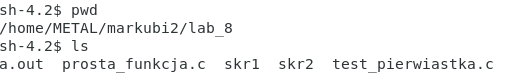 sh-4.2$ pwd
/home/METAL/markubi2/lab_8
sh-4.2$ ls
a.out  prosta_funkcja.c  skr1  skr2  test_pierwiastka.c